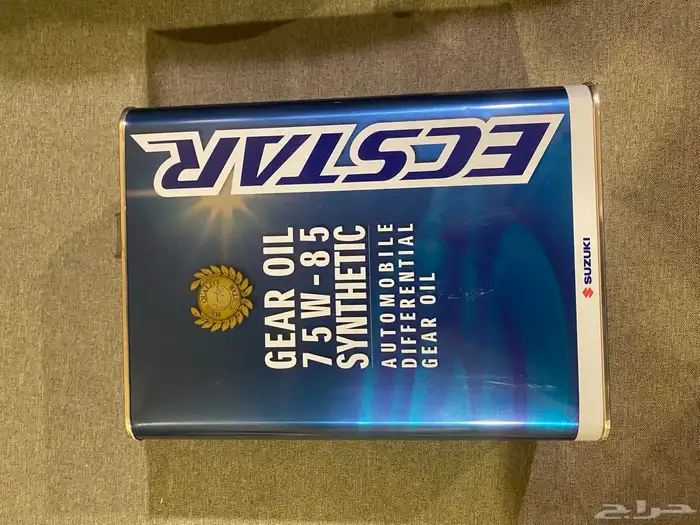 ECSTAR
GEAR OIL
75W-85
SYNTHETIC
AUTOMOBILE
DIFFERENTIAL
GEAR OIL
SUZUKI
حراج